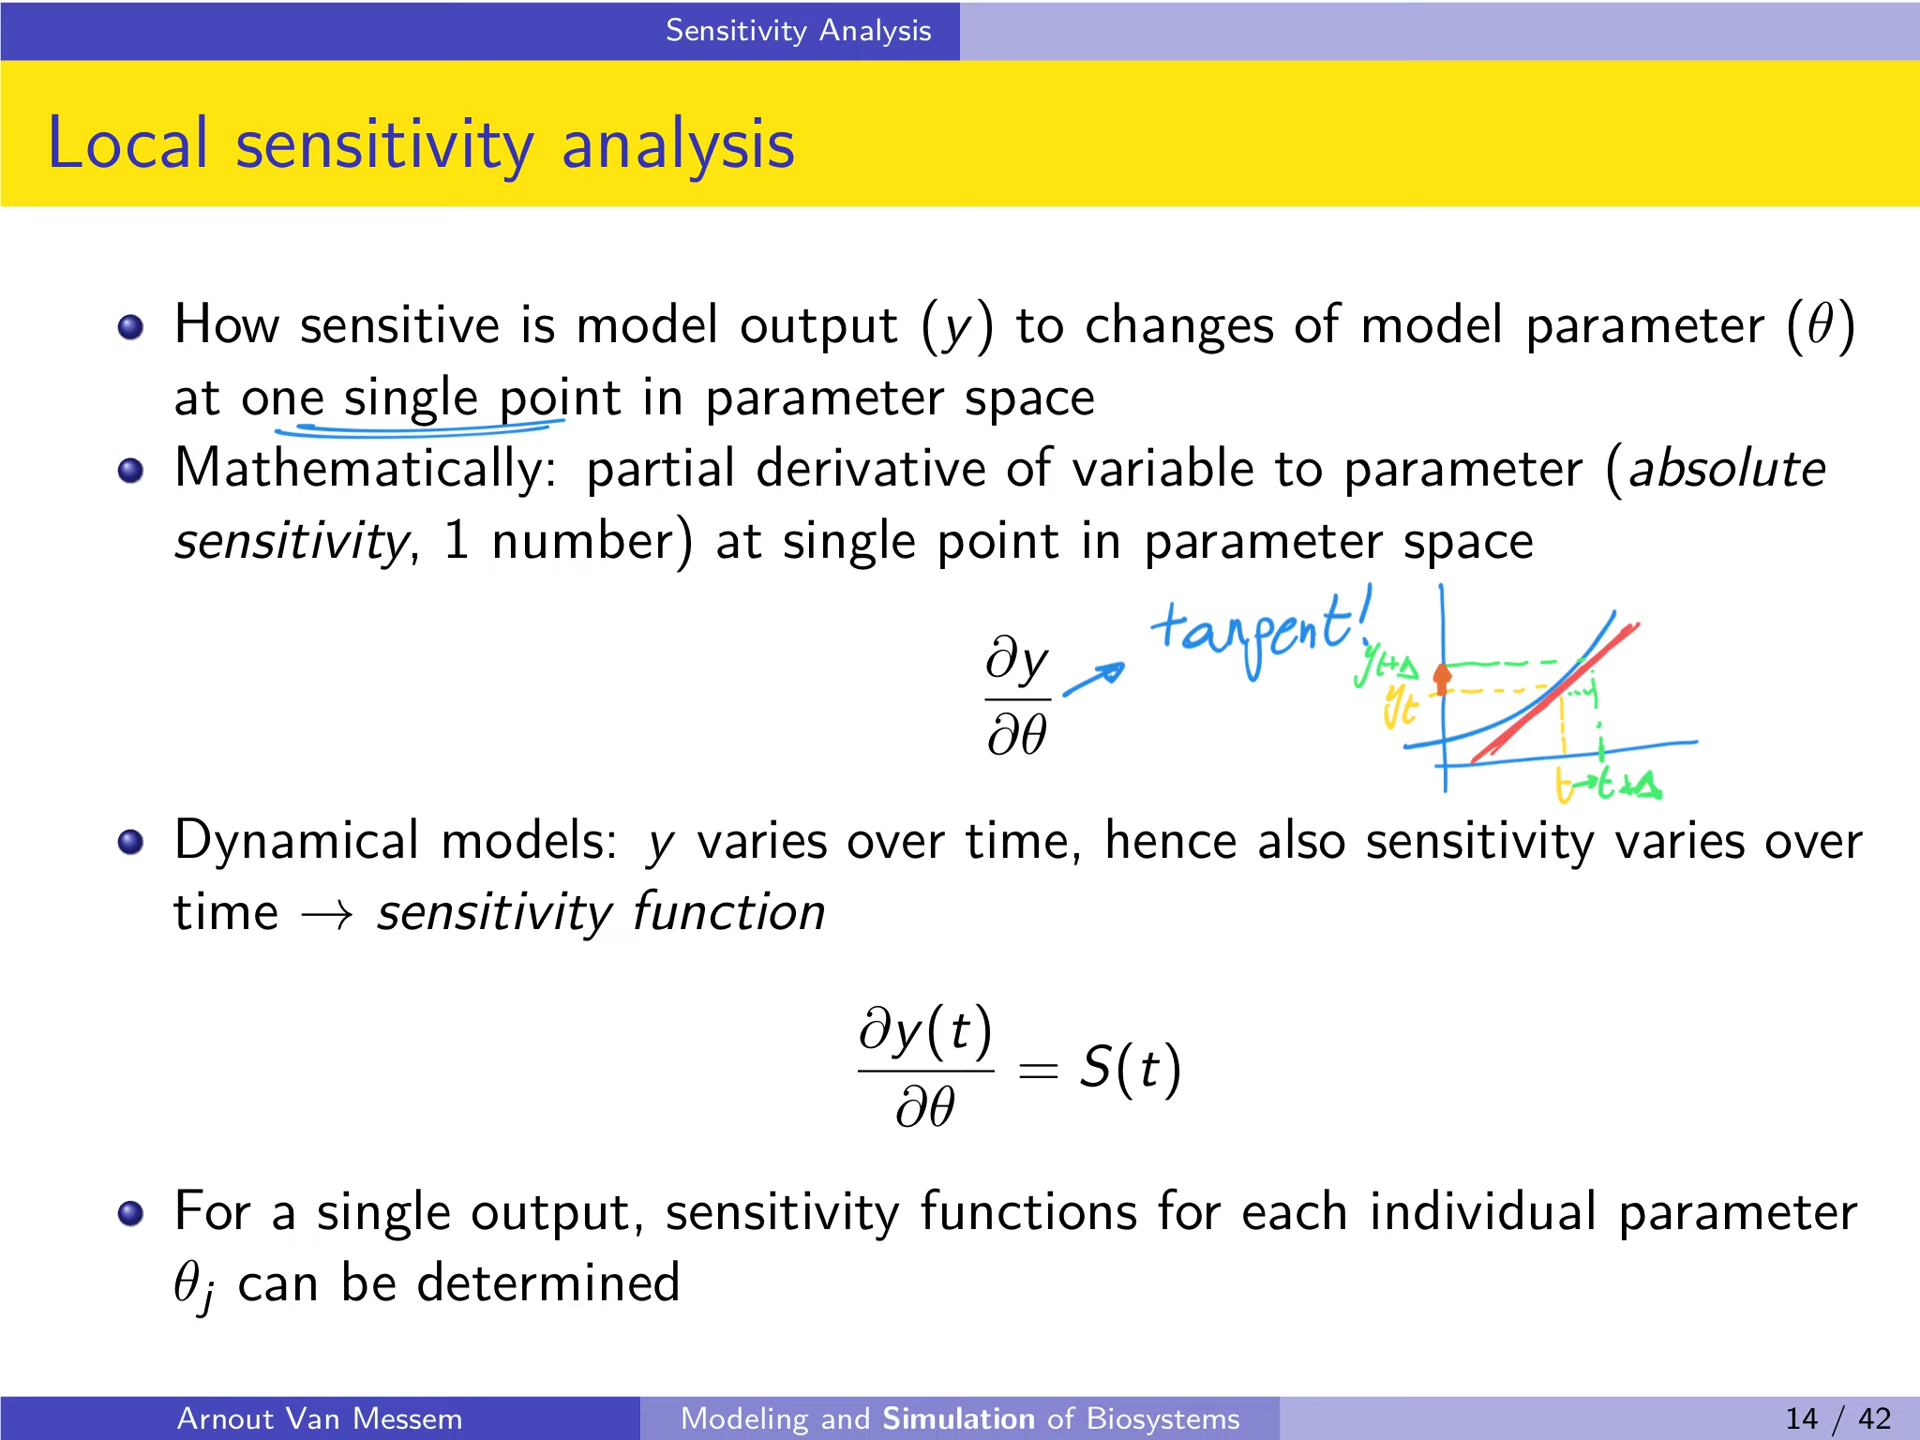 Sensitivity Analysis
Local sensitivity analysis
How sensitive is model output (y) to changes of model parameter (θ)
at one single point in parameter space
Mathematically: partial derivative of variable to parameter (absolute
sensitivity, 1 number) at single point in parameter space
∂y/∂θ
tangent!
y_{t+Δ}
y_t
t → t+Δ
Dynamical models: y varies over time, hence also sensitivity varies over
time → sensitivity function
∂y(t)/∂θ = S(t)
For a single output, sensitivity functions for each individual parameter
θ_j can be determined
Arnout Van Messem
Modeling and Simulation of Biosystems
14 / 42